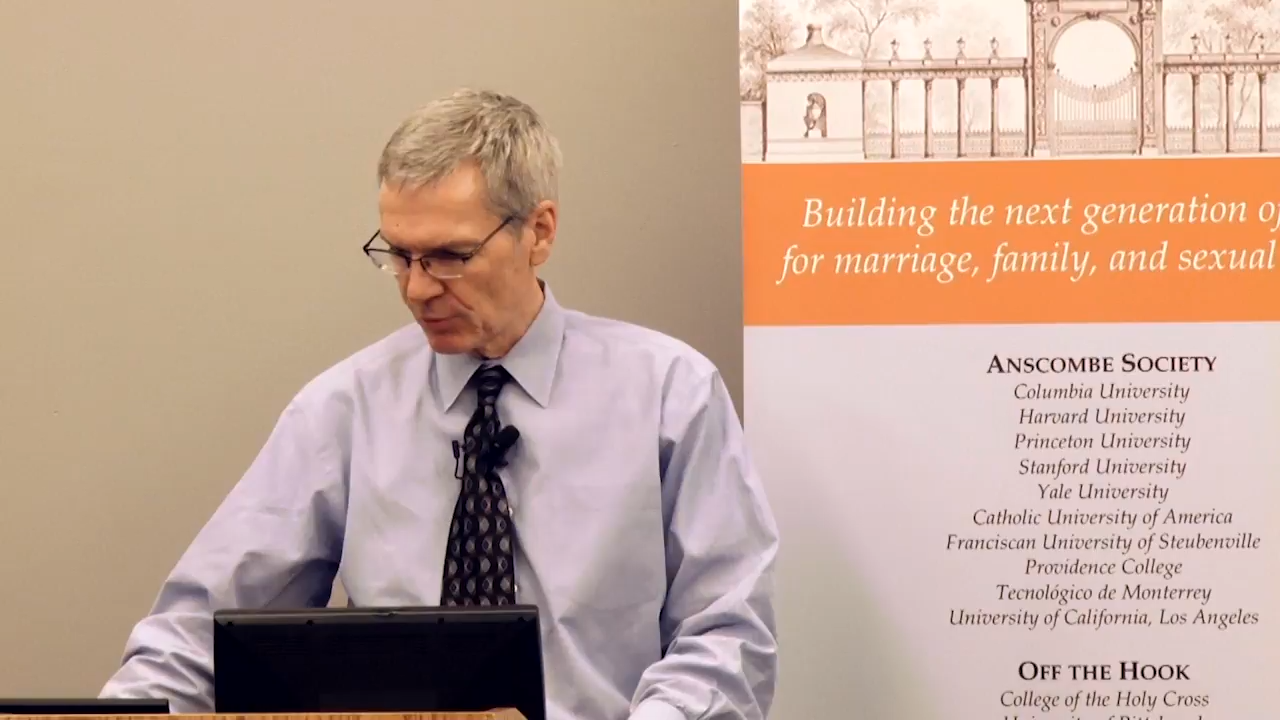 Building the next generation of
for marriage, family, and sexual
ANSCOMBE SOCIETY
Columbia University
Harvard University
Princeton University
Stanford University
Yale University
Catholic University of America
Franciscan University of Steubenville
Providence College
Tecnológico de Monterrey
University of California, Los Angeles
OFF THE HOOK
College of the Holy Cross